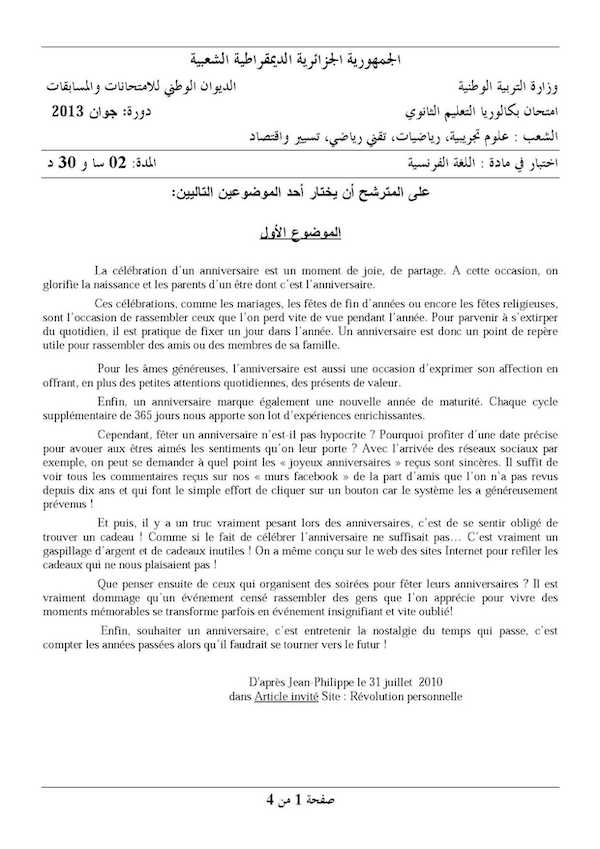 الجمهورية الجزائرية الديمقراطية الشعبية
وزارة التربية الوطنية الديوان الوطني للامتحانات والمسابقات
امتحان بكالوريا التعليم الثانوي دورة: جوان 2013
الشعب : علوم تجريبية، رياضيات، تقني رياضي، تسيير واقتصاد
اختبار في مادة : اللغة الفرنسية المدة: 02 سا و 30 د
على المترشح أن يختار أحد الموضوعين التاليين:
الموضوع الأول
La célébration d'un anniversaire est un moment de joie, de partage. A cette occasion, on
glorifie la naissance et les parents d'un être dont c'est l'anniversaire.
Ces célébrations, comme les mariages, les fêtes de fin d'années ou encore les fêtes religieuses,
sont l'occasion de rassembler ceux que l'on perd vite de vue pendant l'année. Pour parvenir à s'extirper
du quotidien, il est pratique de fixer un jour dans l'année. Un anniversaire est donc un point de repère
utile pour rassembler des amis ou des membres de sa famille.
Pour les âmes généreuses, l'anniversaire est aussi une occasion d'exprimer son affection en
offrant, en plus des petites attentions quotidiennes, des présents de valeur.
Enfin, un anniversaire marque également une nouvelle année de maturité. Chaque cycle
supplémentaire de 365 jours nous apporte son lot d'expériences enrichissantes.
Cependant, fêter un anniversaire n'est-il pas hypocrite ? Pourquoi profiter d'une date précise
pour avouer aux êtres aimés les sentiments qu'on leur porte ? Avec l'arrivée des réseaux sociaux par
exemple, on peut se demander à quel point les « joyeux anniversaires » reçus sont sincères. Il suffit de
voir tous les commentaires reçus sur nos « murs facebook » de la part d'amis que l'on n'a pas revus
depuis dix ans et qui font le simple effort de cliquer sur un bouton car le système les a généreusement
prévenus !
Et puis, il y a un truc vraiment pesant lors des anniversaires, c'est de se sentir obligé de
trouver un cadeau ! Comme si le fait de célébrer l'anniversaire ne suffisait pas… C'est vraiment un
gaspillage d'argent et de cadeaux inutiles ! On a même conçu sur le web des sites Internet pour refiler les
cadeaux qui ne nous plaisaient pas !
Que penser ensuite de ceux qui organisent des soirées pour fêter leurs anniversaires ? Il est
vraiment dommage qu'un événement censé rassembler des gens que l'on apprécie pour vivre des
moments mémorables se transforme parfois en événement insignifiant et vite oublié!
Enfin, souhaiter un anniversaire, c'est entretenir la nostalgie du temps qui passe, c'est
compter les années passées alors qu'il faudrait se tourner vers le futur !
D'après Jean-Philippe le 31 juillet 2010
dans Article invité Site : Révolution personnelle
صفحة 1 من 4